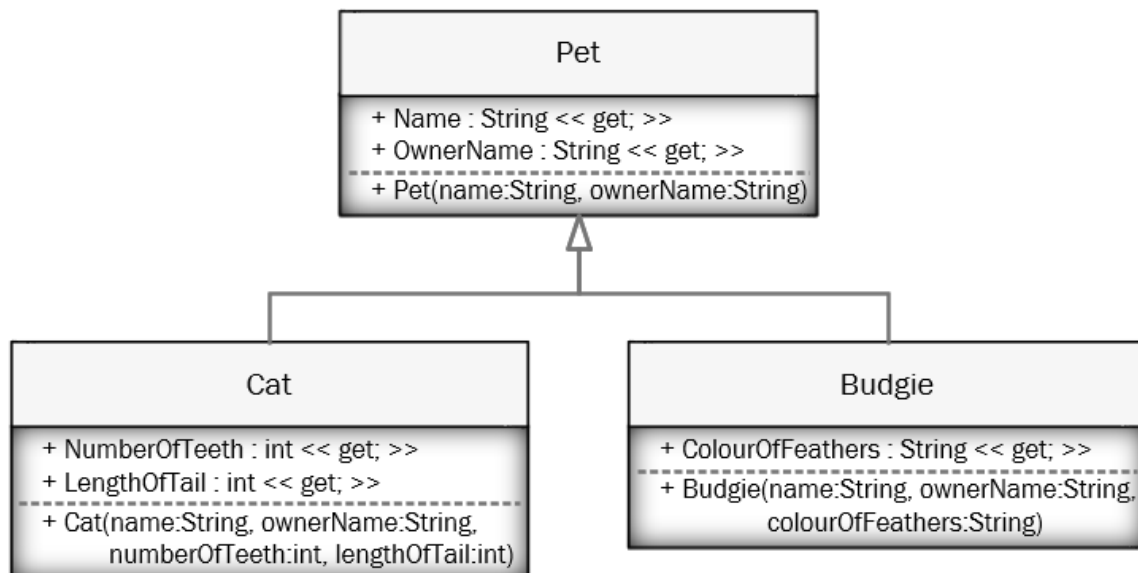 Pet
+ Name : String << get; >>
+ OwnerName : String << get; >>
+ Pet(name:String, ownerName:String)
Cat
+ NumberOfTeeth : int << get; >>
+ LengthOfTail : int << get; >>
+ Cat(name:String, ownerName:String,
numberOfTeeth:int, lengthOfTail:int)
Budgie
+ ColourOfFeathers : String << get; >>
+ Budgie(name:String, ownerName:String,
colourOfFeathers:String)